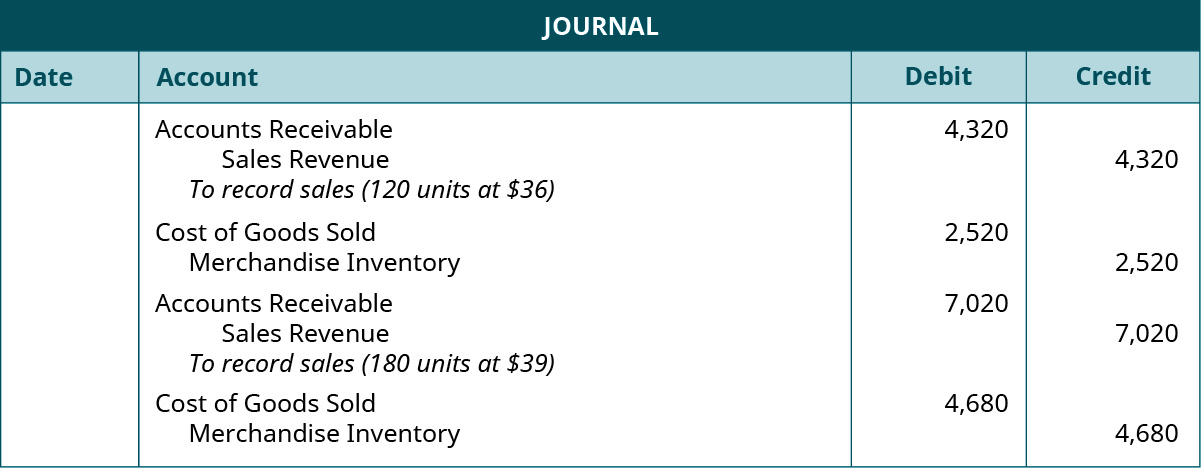 JOURNAL
Date Account Debit Credit
Accounts Receivable 4,320
Sales Revenue 4,320
To record sales (120 units at $36)
Cost of Goods Sold 2,520
Merchandise Inventory 2,520
Accounts Receivable 7,020
Sales Revenue 7,020
To record sales (180 units at $39)
Cost of Goods Sold 4,680
Merchandise Inventory 4,680